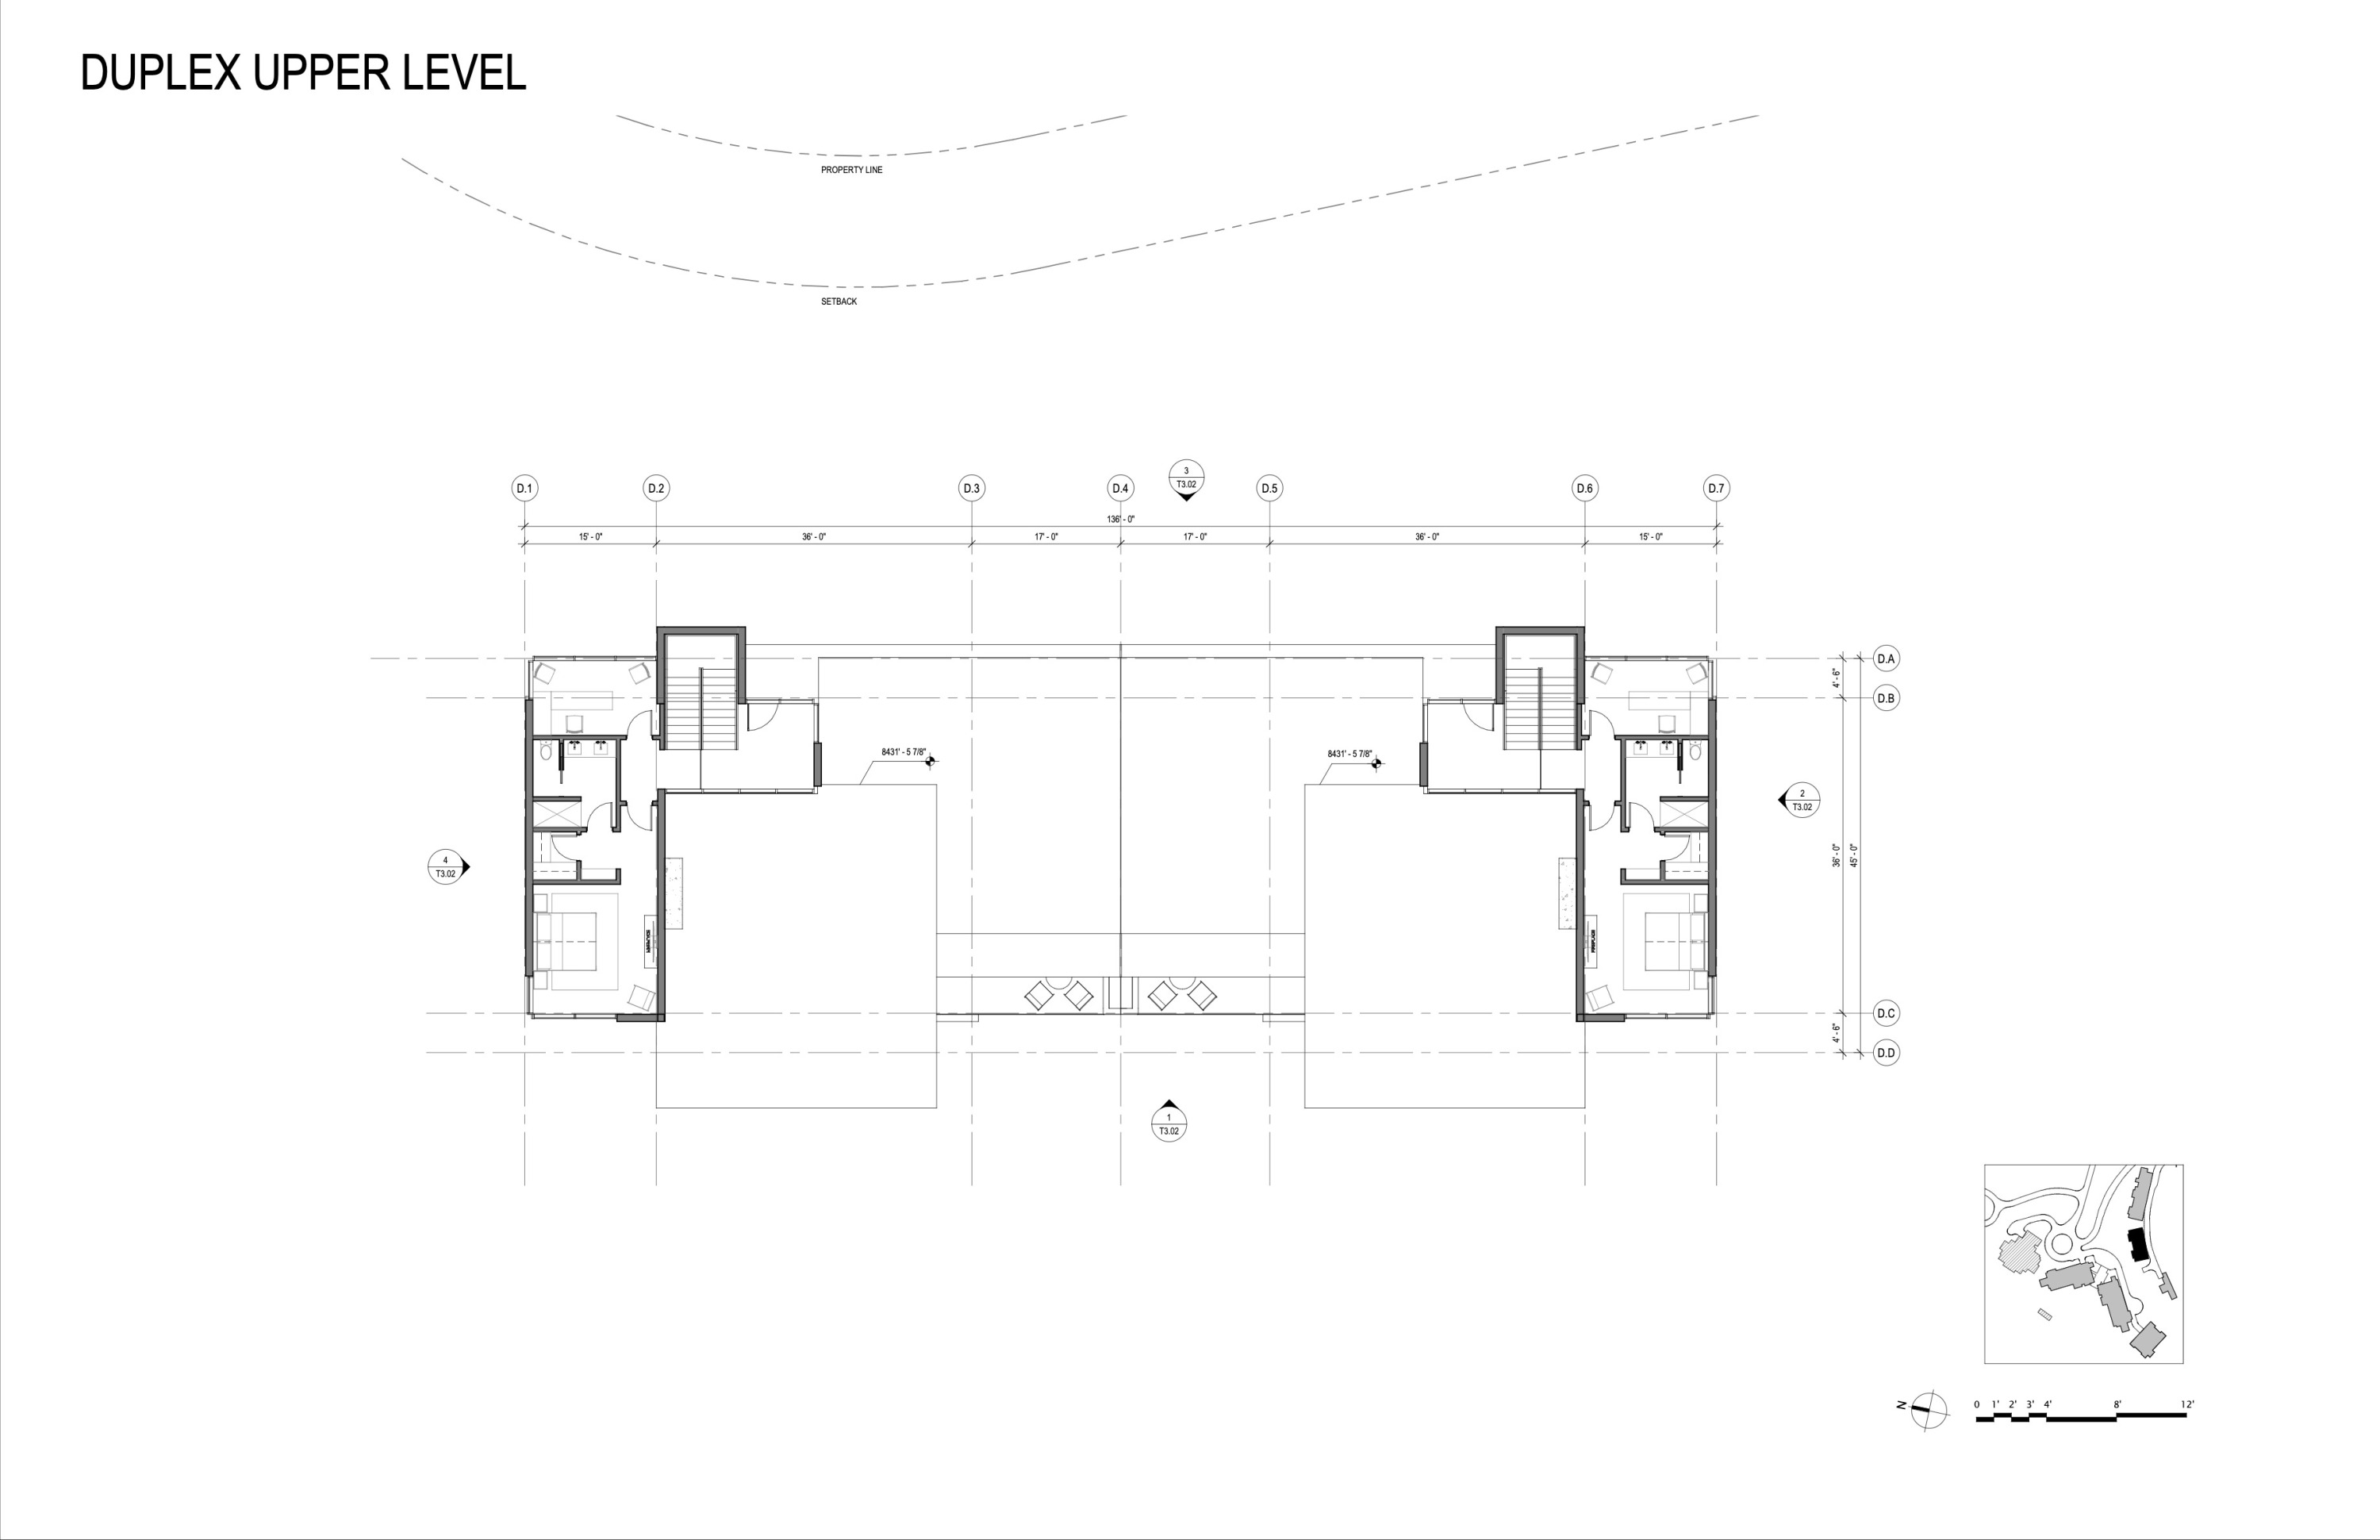 DUPLEX UPPER LEVEL
PROPERTY LINE
SETBACK
3
T3.02
D.1 D.2 D.3 D.4 D.5 D.6 D.7
136' - 0"
15' - 0" 36' - 0" 17' - 0" 17' - 0" 36' - 0" 15' - 0"
D.A
4' - 6"
D.B
8431' - 5 7/8" 8431' - 5 7/8"
2
T3.02
4
T3.02
36' - 0" 45' - 0"
FIREPLACE
D.C
4' - 6"
D.D
1
T3.02
N
0 1' 2' 3' 4' 8' 12'